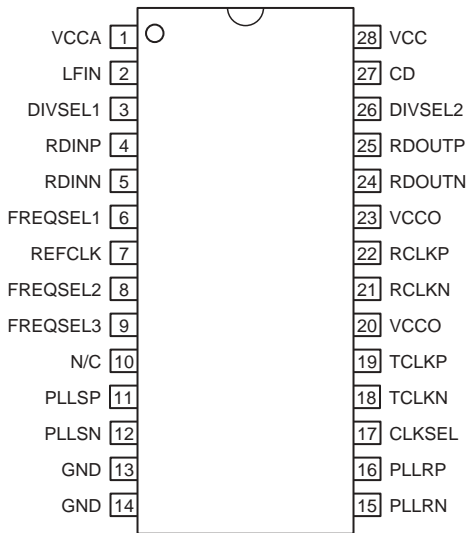 VCCA 1 28 VCC
LFIN 2 27 CD
DIVSEL1 3 26 DIVSEL2
RDINP 4 25 RDOUTP
RDINN 5 24 RDOUTN
FREQSEL1 6 23 VCCO
REFCLK 7 22 RCLKP
FREQSEL2 8 21 RCLKN
FREQSEL3 9 20 VCCO
N/C 10 19 TCLKP
PLLSP 11 18 TCLKN
PLLSN 12 17 CLKSEL
GND 13 16 PLLRP
GND 14 15 PLLRN